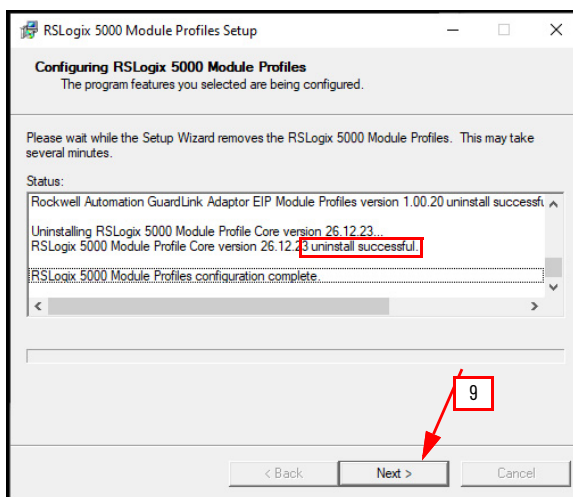 RSLogix 5000 Module Profiles Setup
Configuring RSLogix 5000 Module Profiles
The program features you selected are being configured.
Please wait while the Setup Wizard removes the RSLogix 5000 Module Profiles. This may take
several minutes.
Status:
Rockwell Automation GuardLink Adaptor EIP Module Profiles version 1.00.20 uninstall successfu
Uninstalling RSLogix 5000 Module Profile Core version 26.12.23...
RSLogix 5000 Module Profile Core version 26.12.23 uninstall successful.
RSLogix 5000 Module Profiles configuration complete.
9
< Back
Next >
Cancel